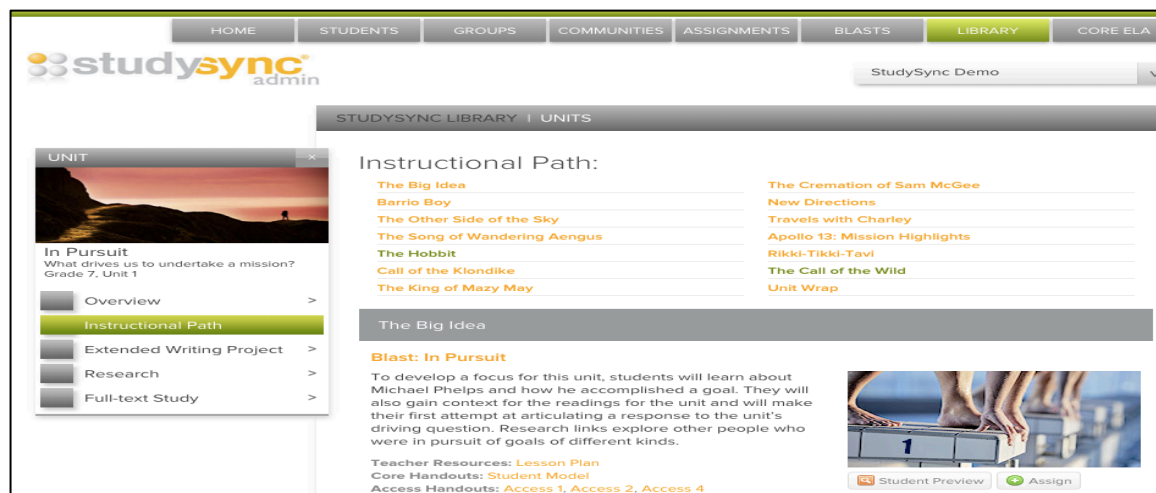 HOME STUDENTS GROUPS COMMUNITIES ASSIGNMENTS BLASTS LIBRARY CORE ELA
studysync
admin
StudySync Demo
STUDYSYNC LIBRARY | UNITS
UNIT ×
In Pursuit
What drives us to undertake a mission?
Grade 7, Unit 1
Overview >
Instructional Path
Extended Writing Project >
Research >
Full-text Study >
Instructional Path:
The Big Idea
Barrio Boy
The Other Side of the Sky
The Song of Wandering Aengus
The Hobbit
Call of the Klondike
The King of Mazy May
The Cremation of Sam McGee
New Directions
Travels with Charley
Apollo 13: Mission Highlights
Rikki-Tikki-Tavi
The Call of the Wild
Unit Wrap
The Big Idea
Blast: In Pursuit
To develop a focus for this unit, students will learn about
Michael Phelps and how he accomplished a goal. They will
also gain context for the readings for the unit and will make
their first attempt at articulating a response to the unit's
driving question. Research links explore other people who
were in pursuit of goals of different kinds.
Teacher Resources: Lesson Plan
Core Handouts: Student Model
Access Handouts: Access 1, Access 2, Access 4
1
Student Preview Assign